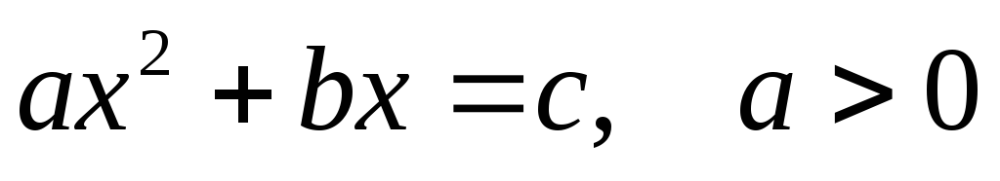 ax² + bx = c, a > 0